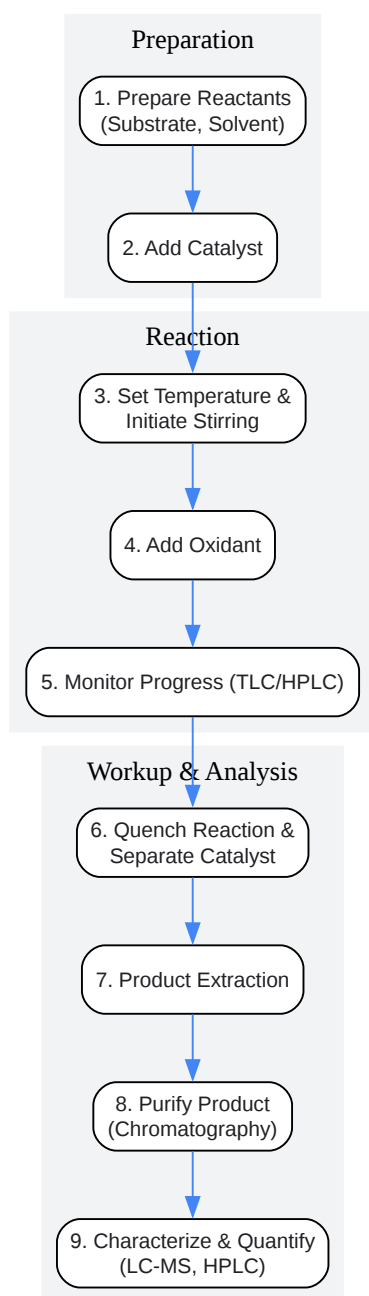 Preparation
1. Prepare Reactants
(Substrate, Solvent)
2. Add Catalyst
Reaction
3. Set Temperature &
Initiate Stirring
4. Add Oxidant
5. Monitor Progress (TLC/HPLC)
Workup & Analysis
6. Quench Reaction &
Separate Catalyst
7. Product Extraction
8. Purify Product
(Chromatography)
9. Characterize & Quantify
(LC-MS, HPLC)